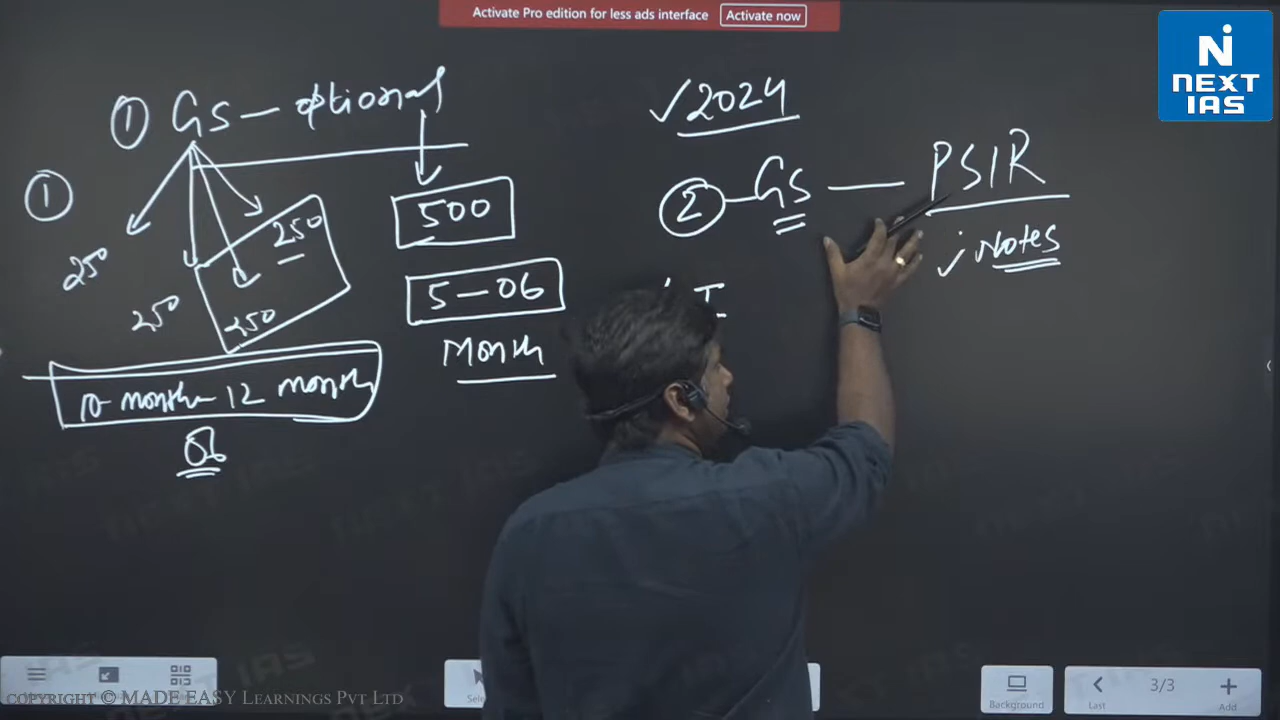 Activate Pro edition for less ads interface Activate now
NEXT
IAS
① GS - optional
①
250
250
250
250
500
5-06
Month
10 month - 12 month
✓ 2024
② - GS — PSIR
✓ Notes
I
Background
Last
3/3
Add
COPYRIGHT © MADE EASY LEARNINGS PVT LTD